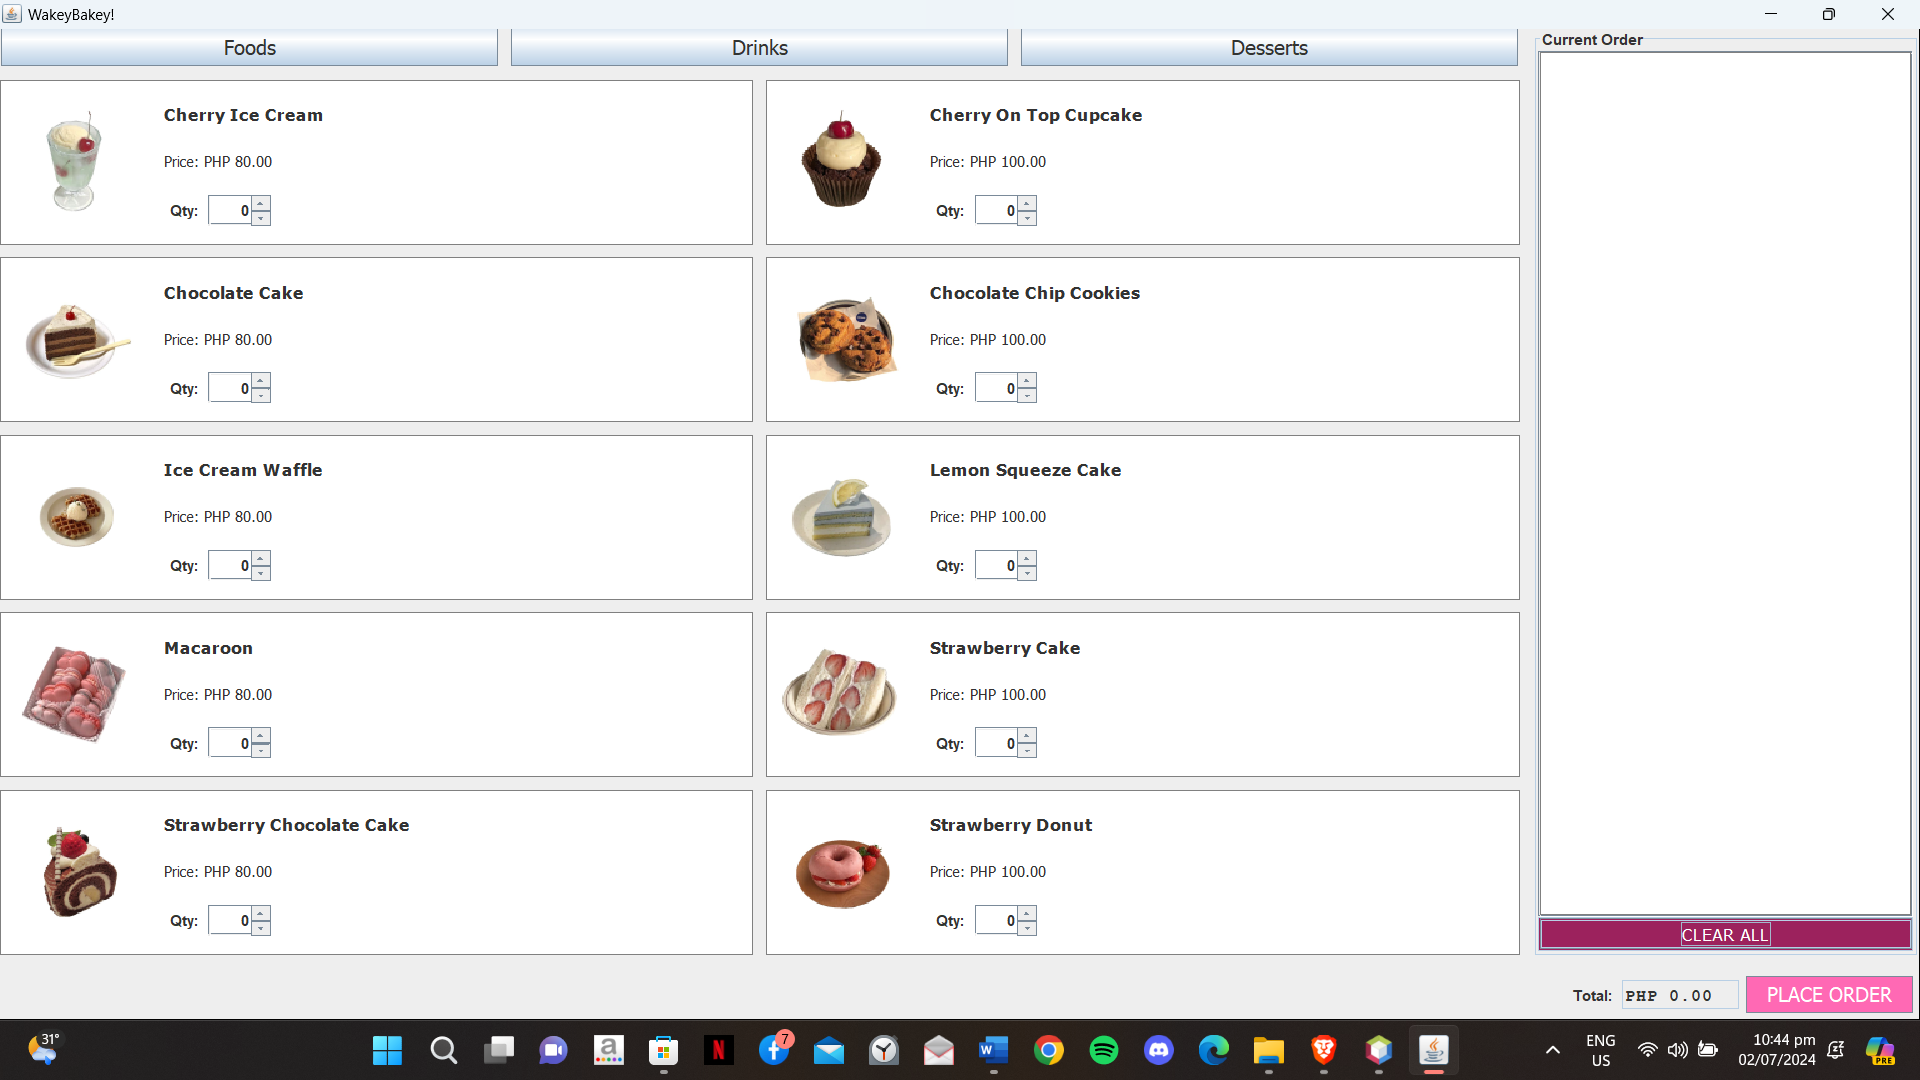 WakeyBakey!
Foods
Drinks
Desserts
Current Order
Cherry Ice Cream
Price: PHP 80.00
Qty: 0
Cherry On Top Cupcake
Price: PHP 100.00
Qty: 0
Chocolate Cake
Price: PHP 80.00
Qty: 0
Chocolate Chip Cookies
Price: PHP 100.00
Qty: 0
Ice Cream Waffle
Price: PHP 80.00
Qty: 0
Lemon Squeeze Cake
Price: PHP 100.00
Qty: 0
Macaroon
Price: PHP 80.00
Qty: 0
Strawberry Cake
Price: PHP 100.00
Qty: 0
Strawberry Chocolate Cake
Price: PHP 80.00
Qty: 0
Strawberry Donut
Price: PHP 100.00
Qty: 0
CLEAR ALL
Total: PHP 0.00
PLACE ORDER
31°
a
N
7
W
ENG
US
10:44 pm
02/07/2024
PRE